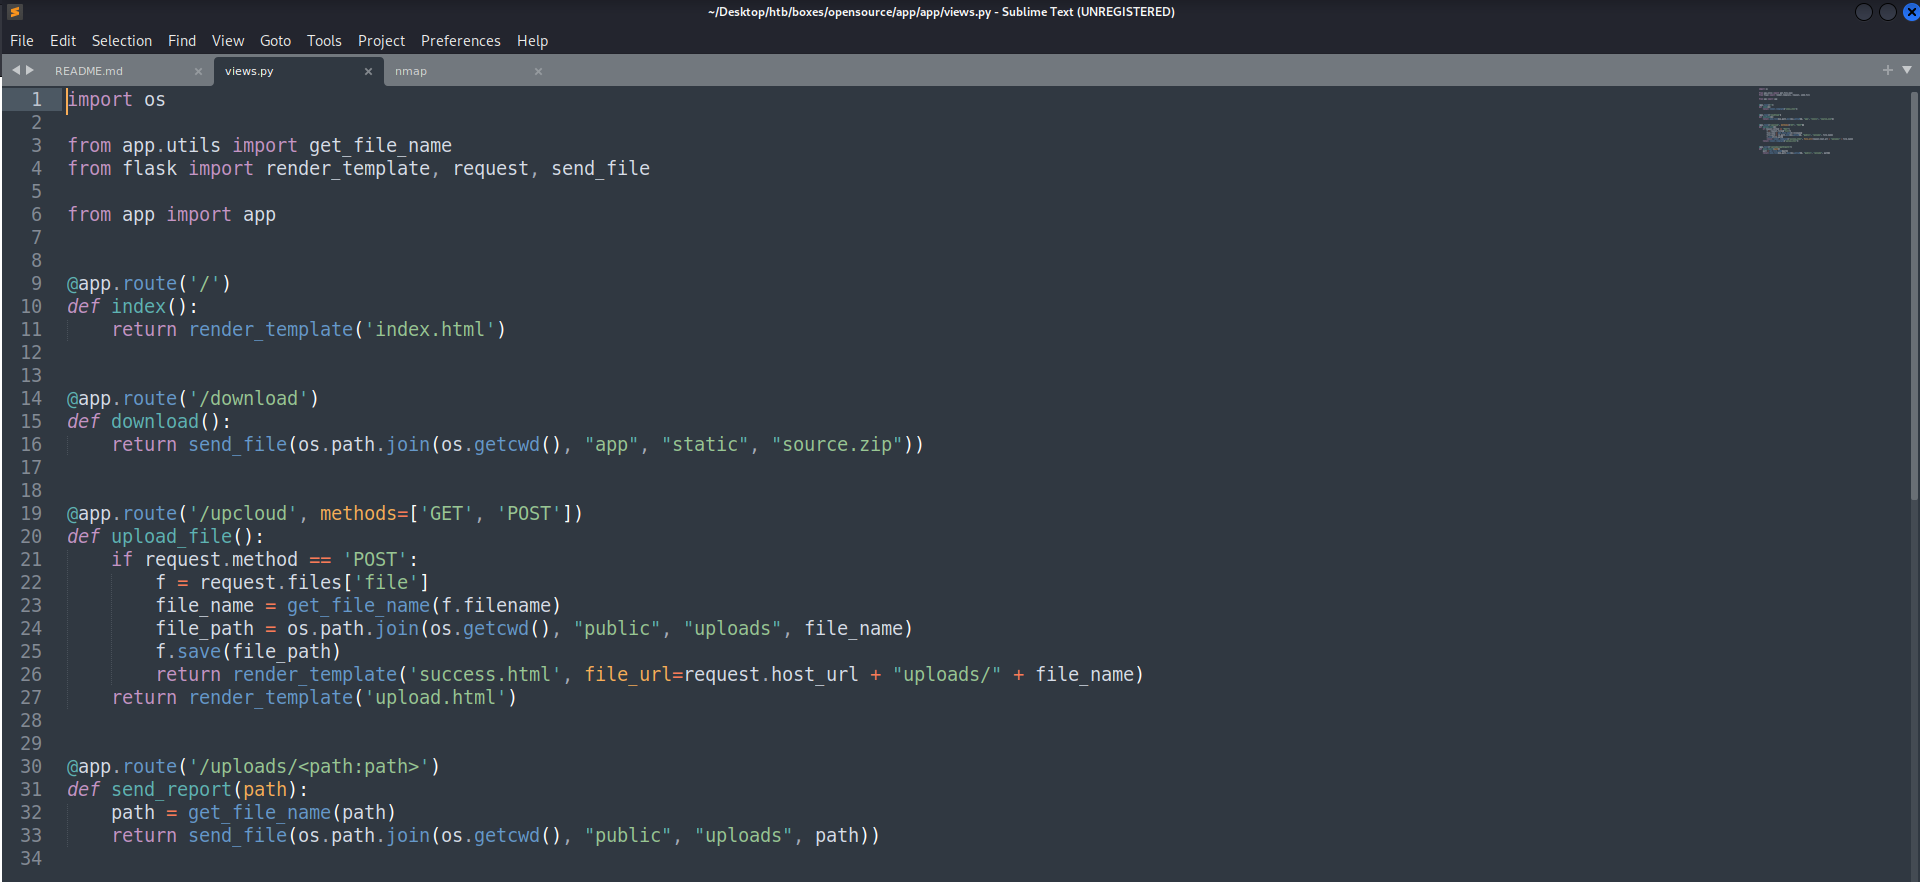 ~/Desktop/htb/boxes/opensource/app/app/views.py - Sublime Text (UNREGISTERED)
File Edit Selection Find View Goto Tools Project Preferences Help
README.md × views.py × nmap × +
1 import os
2
3 from app.utils import get_file_name
4 from flask import render_template, request, send_file
5
6 from app import app
7
8
9 @app.route('/')
10 def index():
11     return render_template('index.html')
12
13
14 @app.route('/download')
15 def download():
16     return send_file(os.path.join(os.getcwd(), "app", "static", "source.zip"))
17
18
19 @app.route('/upcloud', methods=['GET', 'POST'])
20 def upload_file():
21     if request.method == 'POST':
22         f = request.files['file']
23         file_name = get_file_name(f.filename)
24         file_path = os.path.join(os.getcwd(), "public", "uploads", file_name)
25         f.save(file_path)
26         return render_template('success.html', file_url=request.host_url + "uploads/" + file_name)
27     return render_template('upload.html')
28
29
30 @app.route('/uploads/<path:path>')
31 def send_report(path):
32     path = get_file_name(path)
33     return send_file(os.path.join(os.getcwd(), "public", "uploads", path))
34